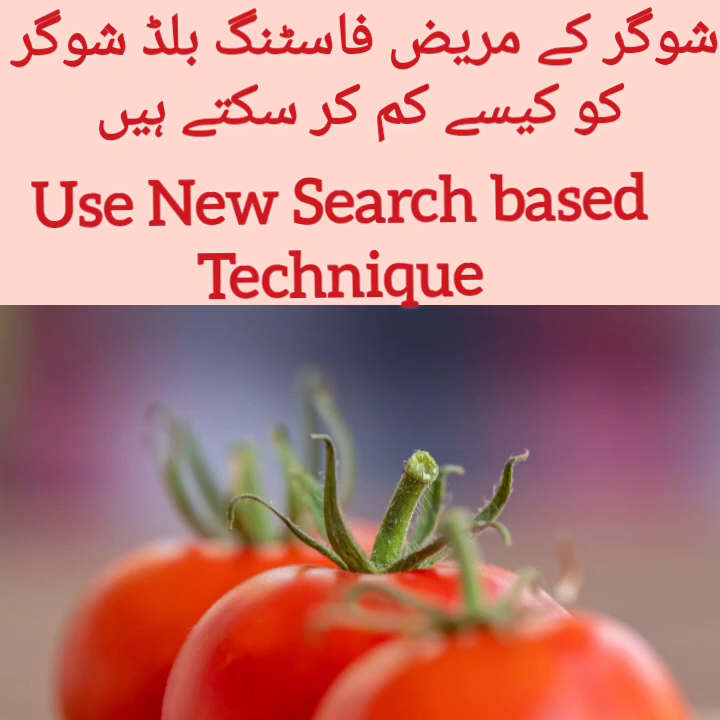 شوگر کے مریض فاسٹنگ بلڈ شوگر
کو کیسے کم کر سکتے ہیں
Use New Search based
Technique